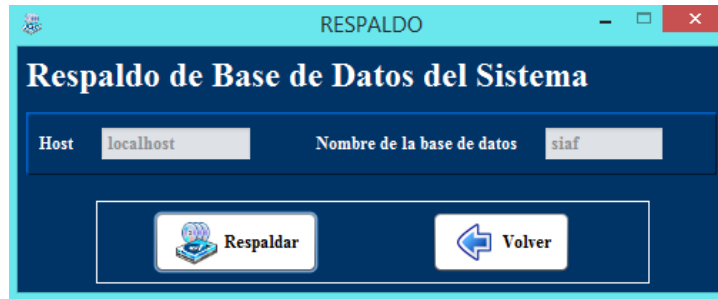 RESPALDO
Respaldo de Base de Datos del Sistema
Host localhost Nombre de la base de datos siaf
Respaldar Volver